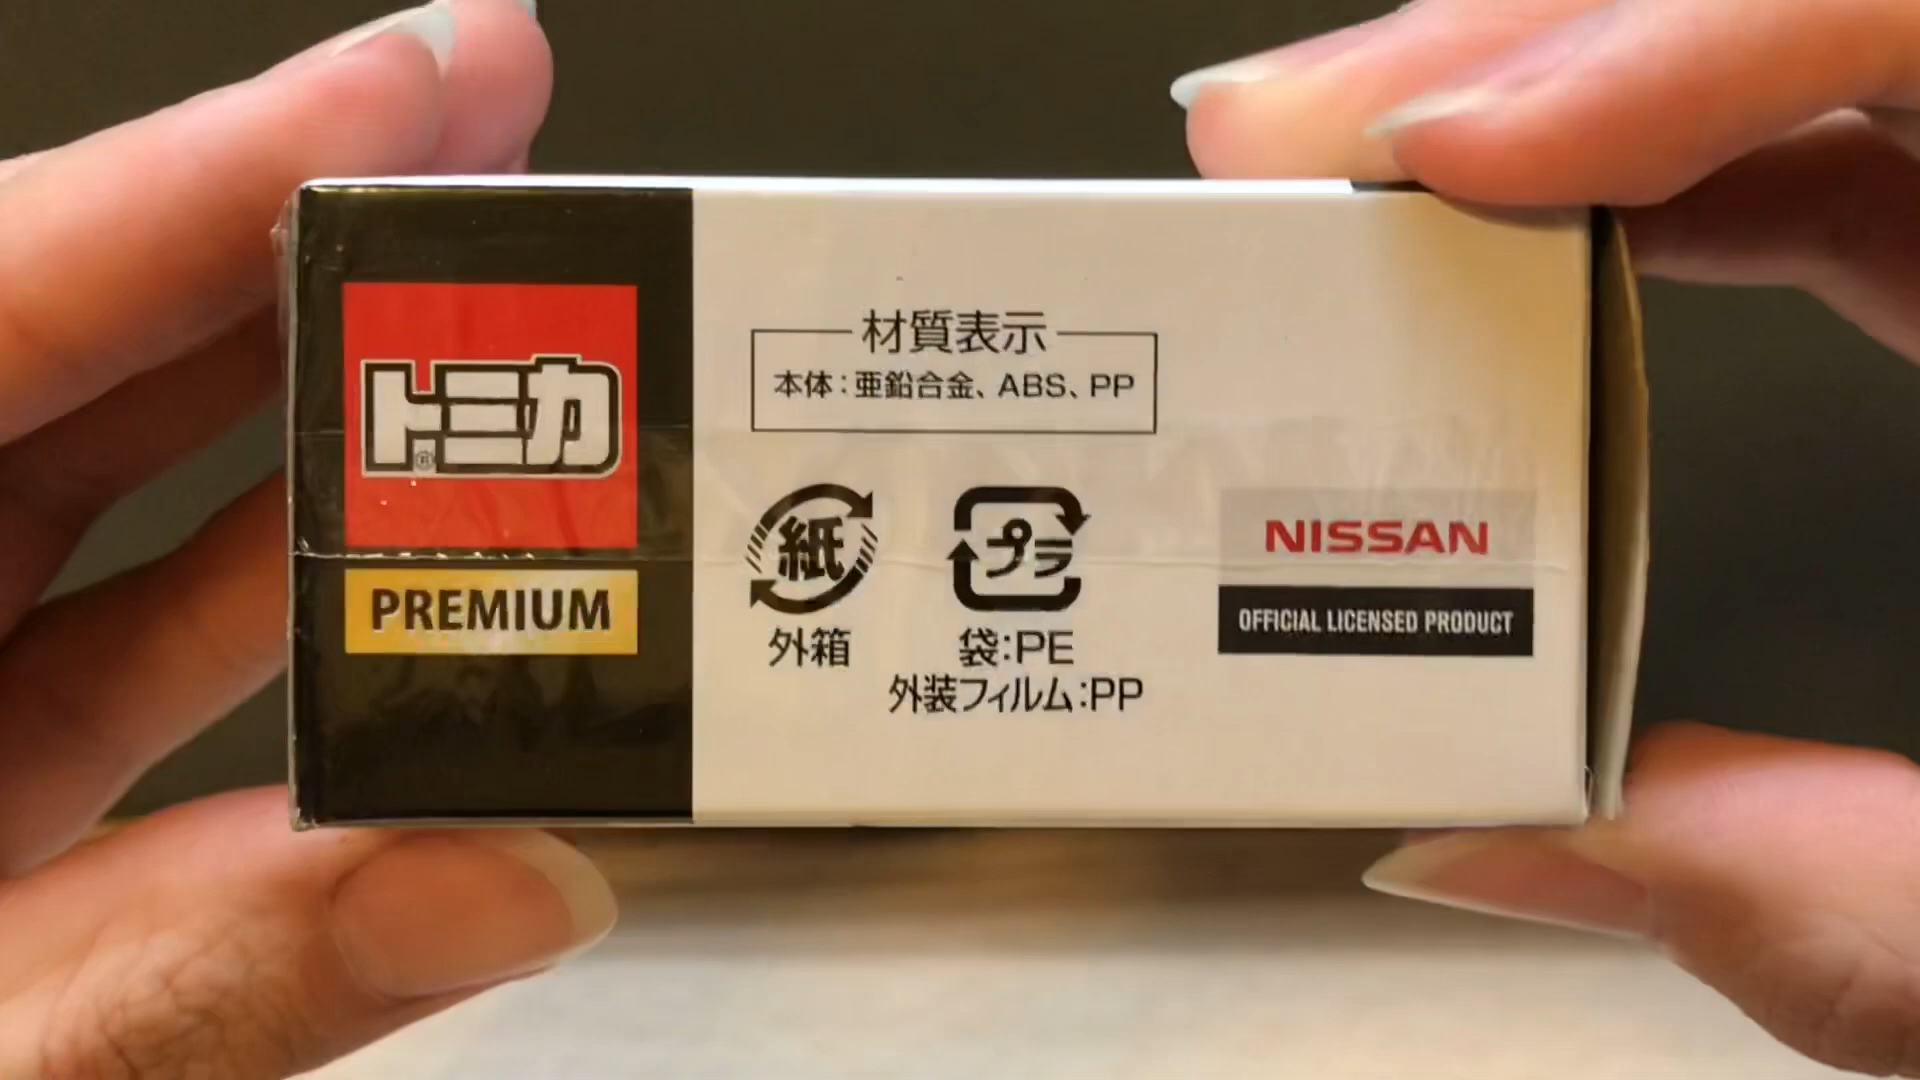 トミカ®
PREMIUM
材質表示
本体:亜鉛合金、ABS、PP
紙
外箱
プラ
袋:PE
外装フィルム:PP
NISSAN
OFFICIAL LICENSED PRODUCT